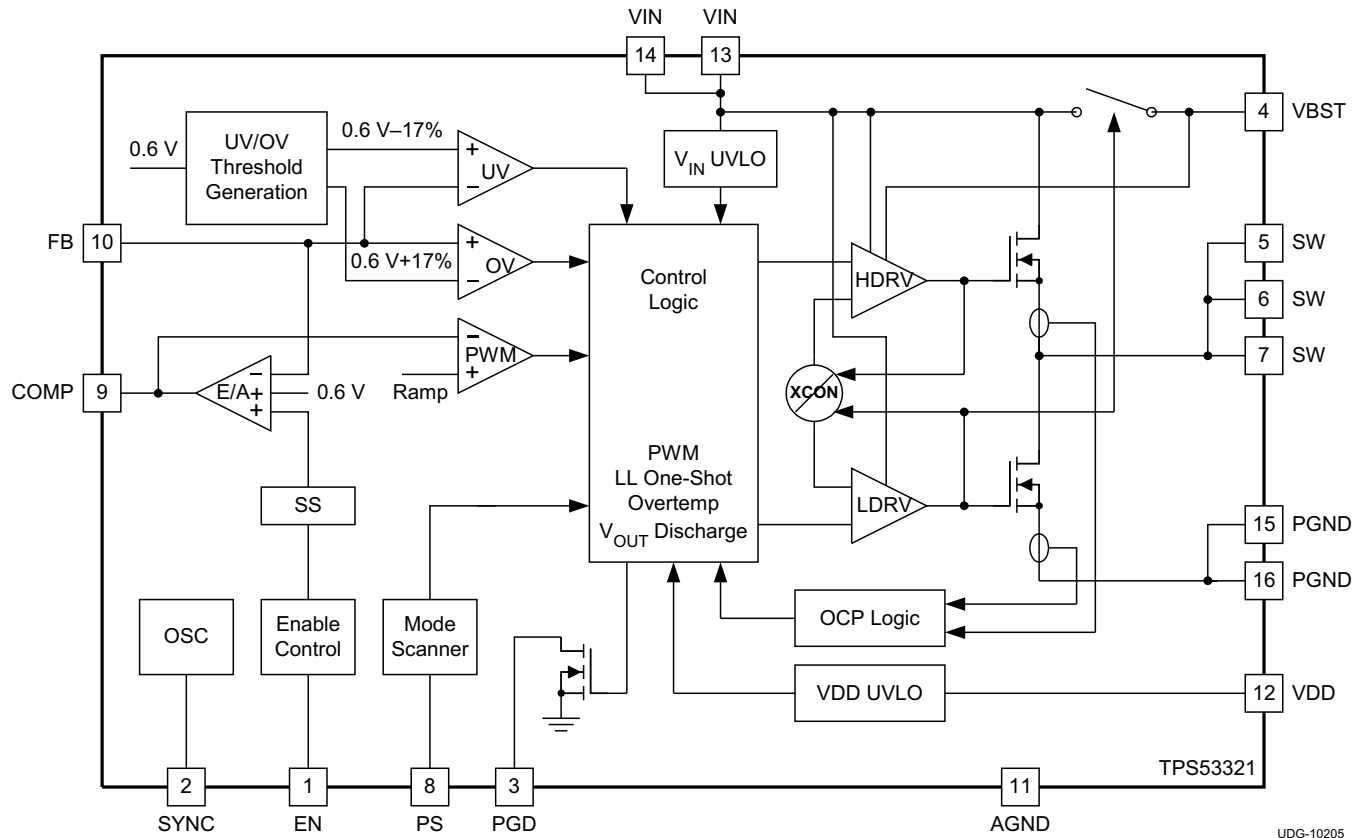 VIN
VIN
14
13
4
VBST
0.6 V
UV/OV
Threshold
Generation
0.6 V–17%
+
UV
−
VIN UVLO
FB
10
0.6 V+17%
+
OV
−
Control
Logic
HDRV
5
SW
6
SW
7
SW
−
PWM
+
Ramp
COMP
9
−
E/A+
+
0.6 V
XCON
PWM
LL One-Shot
Overtemp
VOUT Discharge
LDRV
SS
15
PGND
16
PGND
OSC
Enable
Control
Mode
Scanner
OCP Logic
VDD UVLO
12
VDD
TPS53321
2
1
8
3
11
SYNC
EN
PS
PGD
AGND
UDG-10205